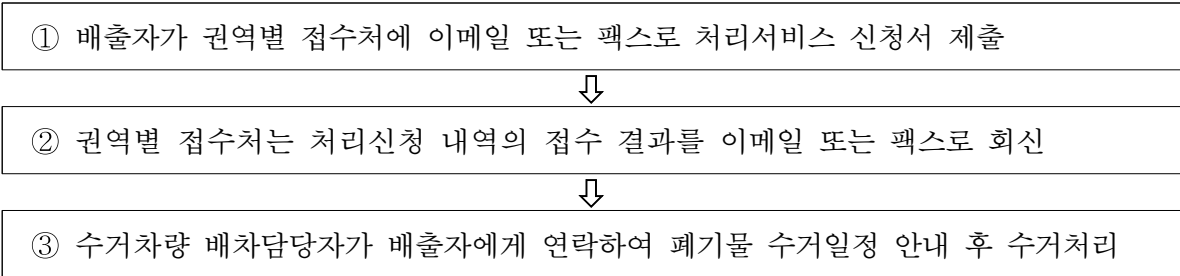 ① 배출자가 권역별 접수처에 이메일 또는 팩스로 처리서비스 신청서 제출
② 권역별 접수처는 처리신청 내역의 접수 결과를 이메일 또는 팩스로 회신
③ 수거차량 배차담당자가 배출자에게 연락하여 폐기물 수거일정 안내 후 수거처리